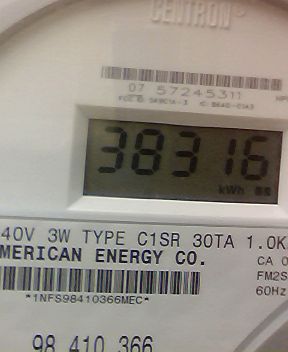 CENTRON®
07 57245311
38316
kWh
40V 3W TYPE C1SR 30TA 1.0K
MERICAN ENERGY CO.
CA 0
FM2S
60Hz
*1NFS98410366MEC*
98 410 366